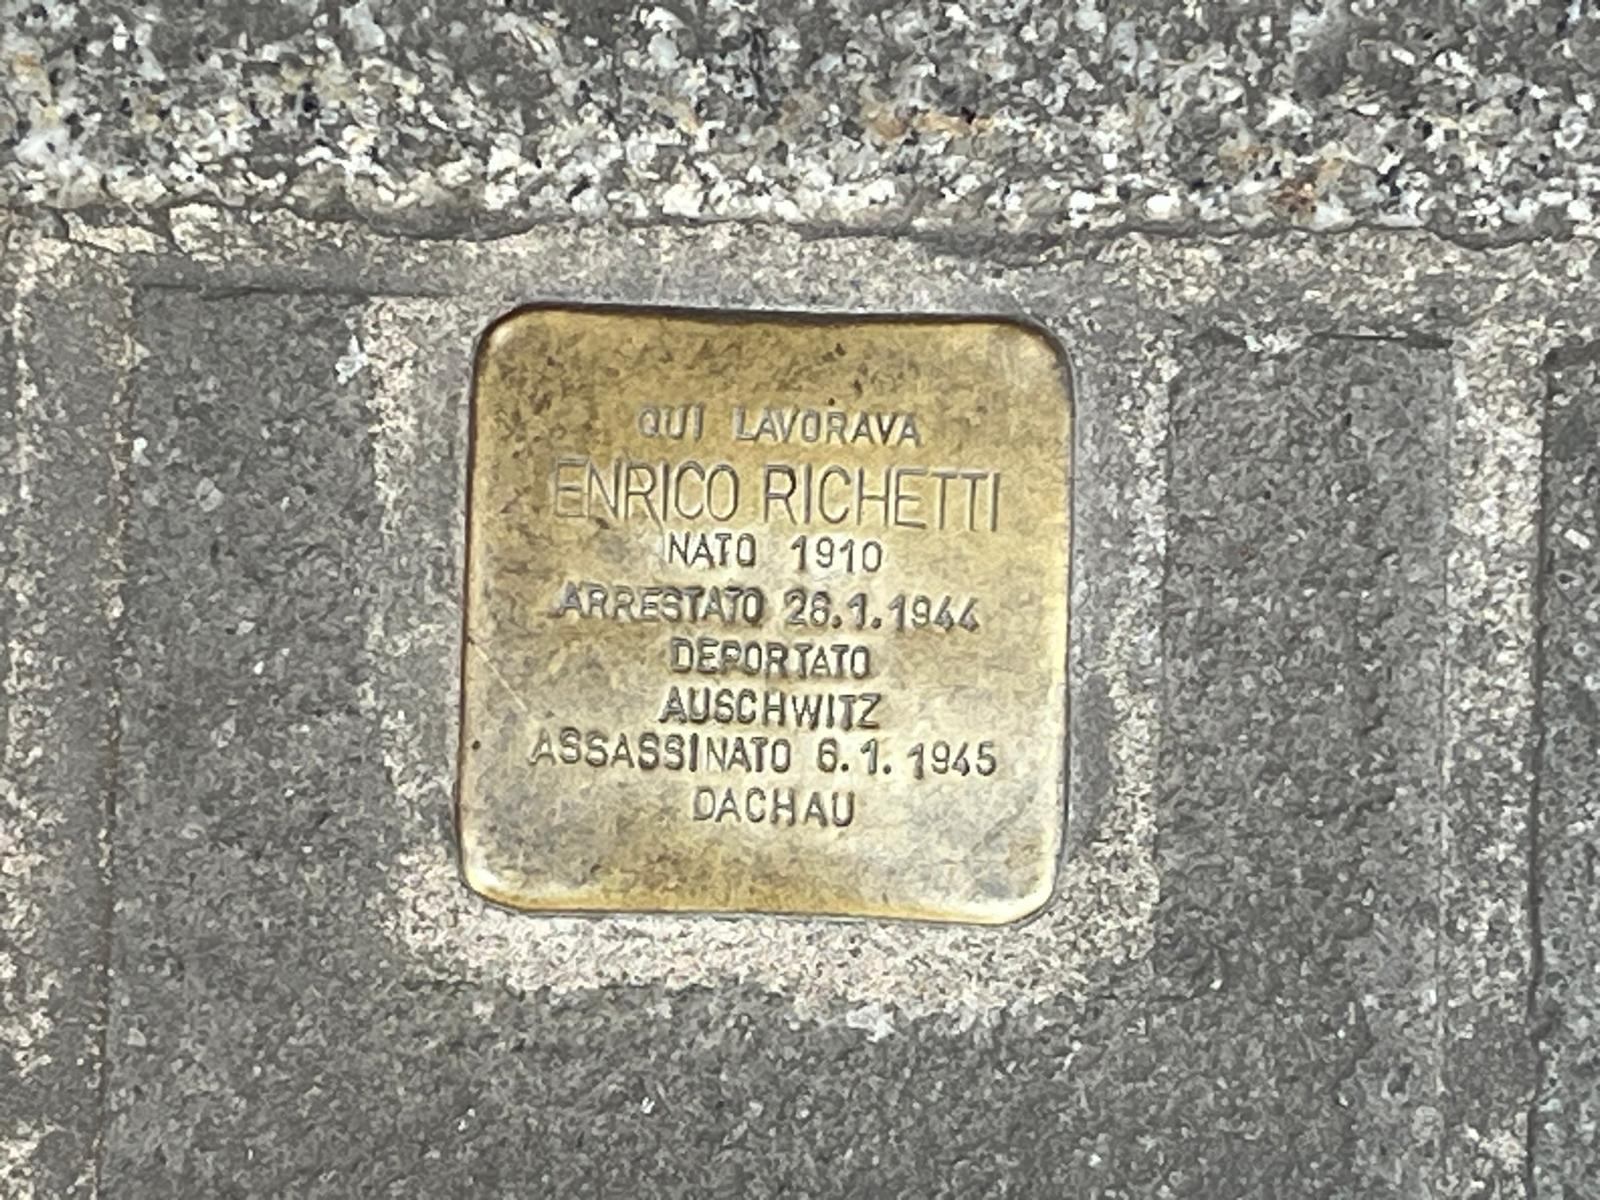 QUI LAVORAVA
ENRICO RICHETTI
NATO 1910
ARRESTATO 26.1.1944
DEPORTATO
AUSCHWITZ
ASSASSINATO 6.1.1945
DACHAU